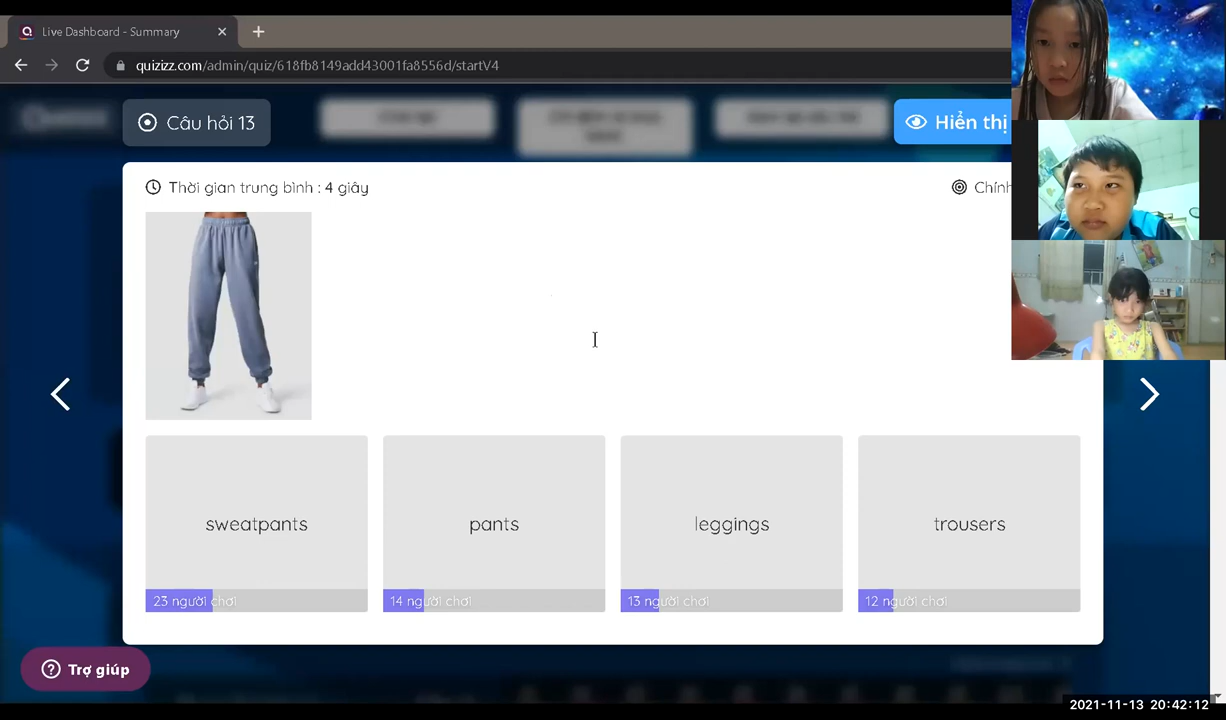 Live Dashboard - Summary
quizizz.com/admin/quiz/618fb8149add43001fa8556d/startV4
Câu hỏi 13
Hiển thị
Thời gian trung bình : 4 giây
Chính
sweatpants
pants
leggings
trousers
23 người chơi
14 người chơi
13 người chơi
12 người chơi
Trợ giúp
2021-11-13 20:42:12